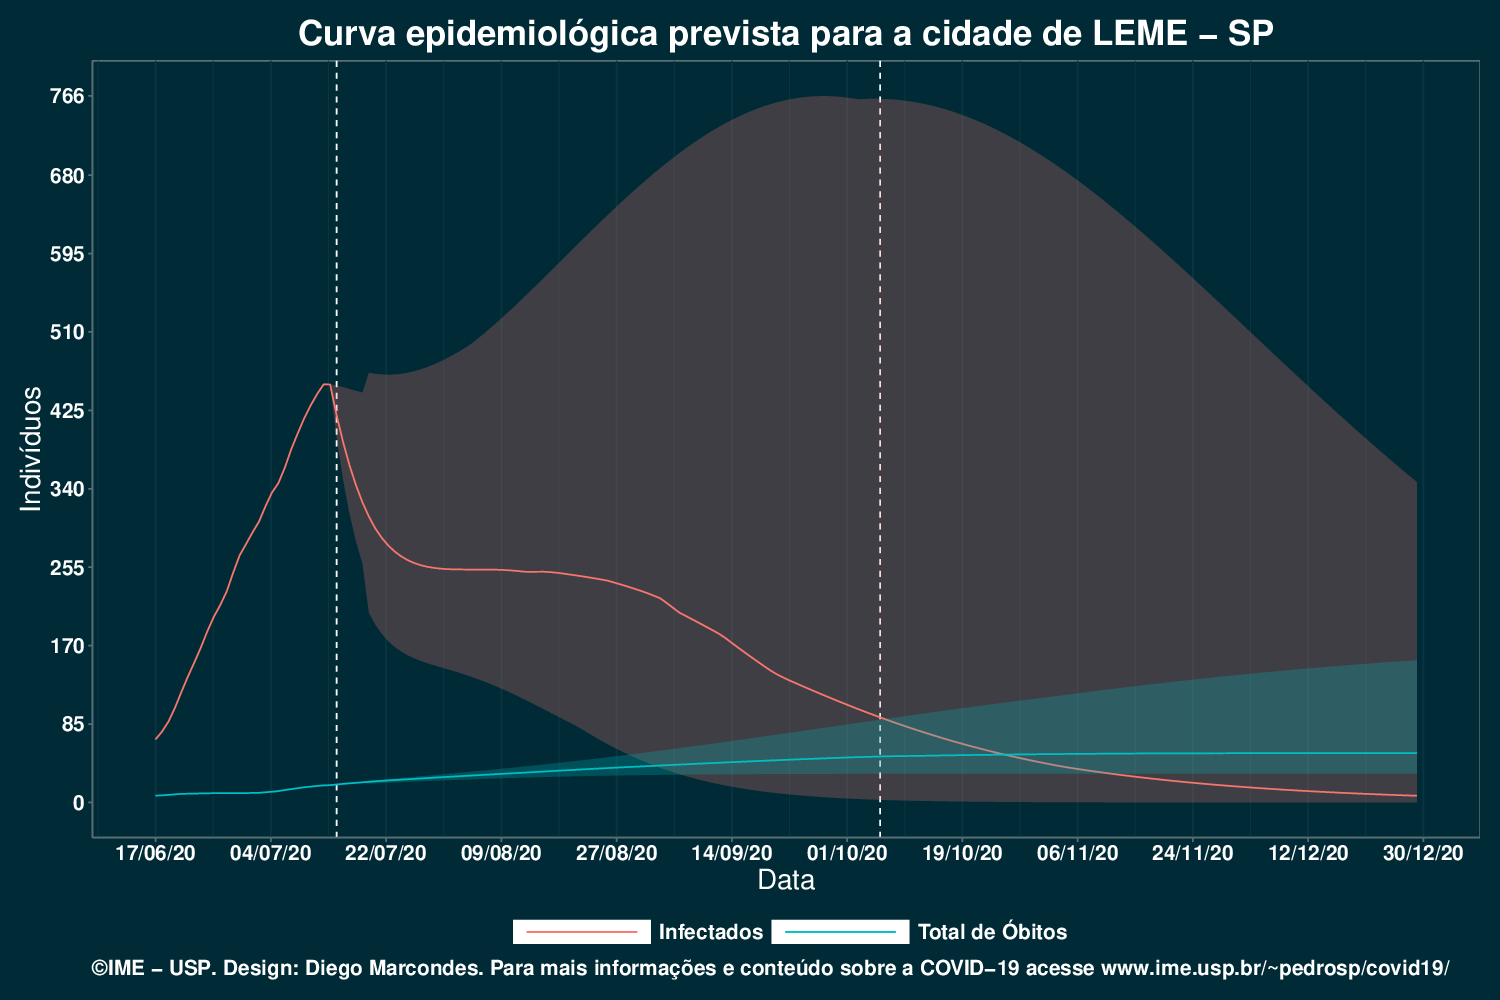 Curva epidemiológica prevista para a cidade de LEME – SP
Indivíduos
766
680
595
510
425
340
255
170
85
0
17/06/20 04/07/20 22/07/20 09/08/20 27/08/20 14/09/20 01/10/20 19/10/20 06/11/20 24/11/20 12/12/20 30/12/20
Data
Infectados Total de Óbitos
©IME – USP. Design: Diego Marcondes. Para mais informações e conteúdo sobre a COVID–19 acesse www.ime.usp.br/~pedrosp/covid19/